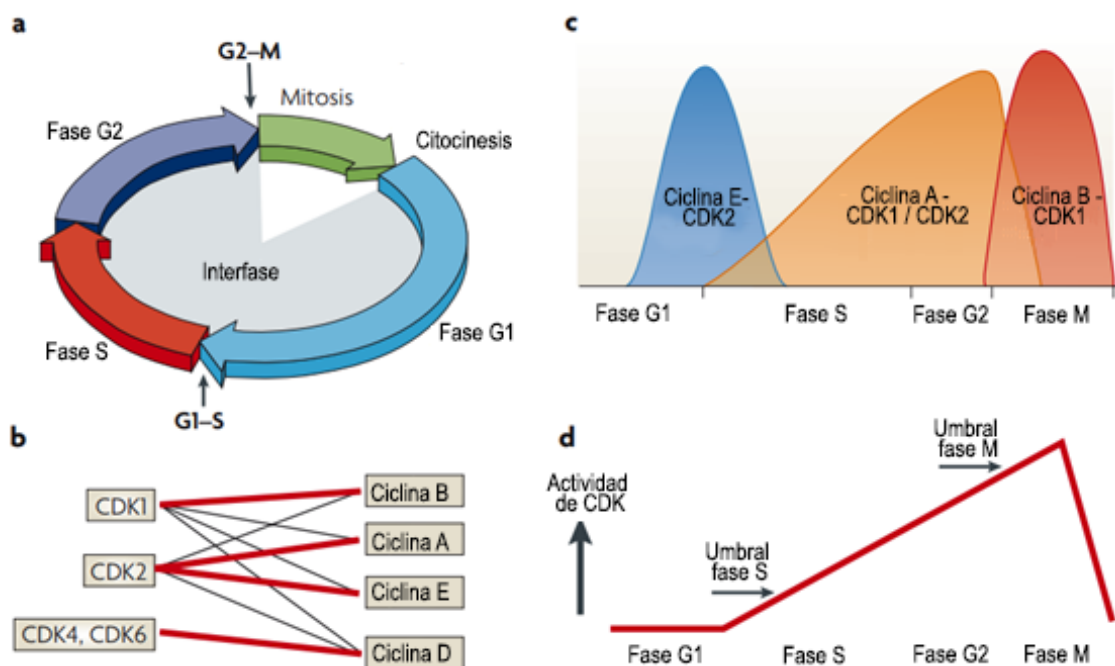 a
G2–M
Mitosis
Citocinesis
Fase G2
Interfase
Fase S
Fase G1
G1–S
b
CDK1
CDK2
CDK4, CDK6
Ciclina B
Ciclina A
Ciclina E
Ciclina D
c
Ciclina E-
CDK2
Ciclina A -
CDK1 / CDK2
Ciclina B -
CDK1
Fase G1
Fase S
Fase G2
Fase M
d
Actividad
de CDK
Umbral
fase S
Umbral
fase M
Fase G1
Fase S
Fase G2
Fase M